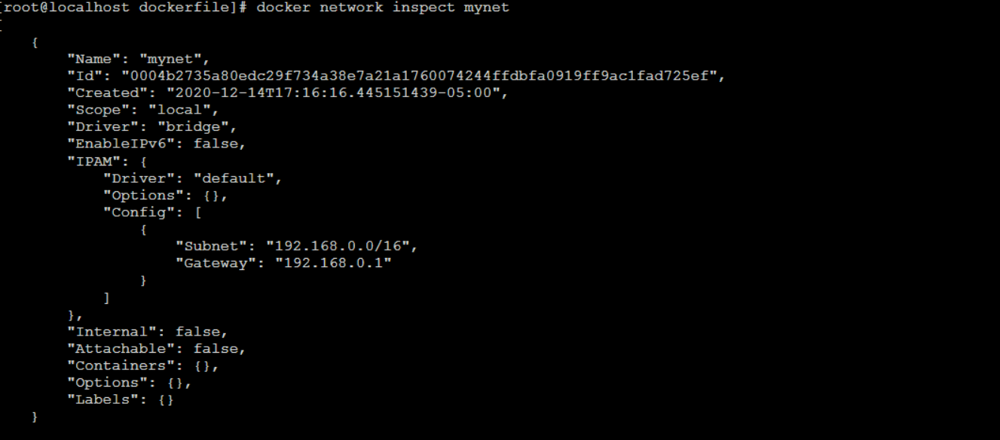 [root@localhost dockerfile]# docker network inspect mynet
[
    {
        "Name": "mynet",
        "Id": "0004b2735a80edc29f734a38e7a21a1760074244ffdbfa0919ff9ac1fad725ef",
        "Created": "2020-12-14T17:16:16.445151439-05:00",
        "Scope": "local",
        "Driver": "bridge",
        "EnableIPv6": false,
        "IPAM": {
            "Driver": "default",
            "Options": {},
            "Config": [
                {
                    "Subnet": "192.168.0.0/16",
                    "Gateway": "192.168.0.1"
                }
            ]
        },
        "Internal": false,
        "Attachable": false,
        "Containers": {},
        "Options": {},
        "Labels": {}
    }